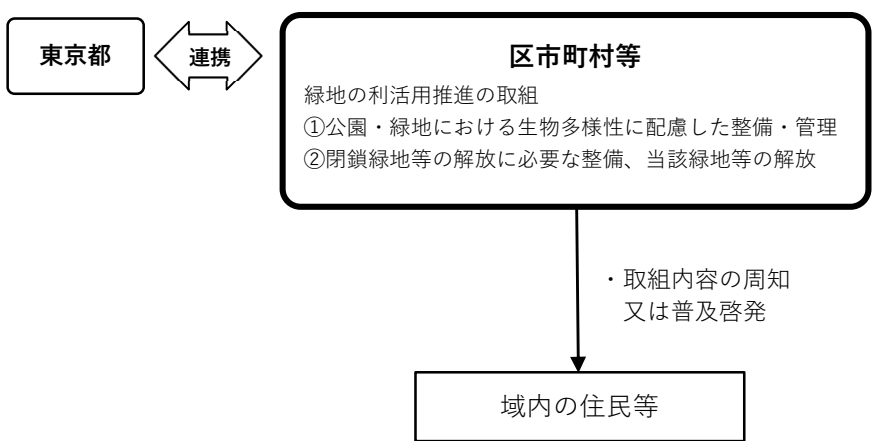 東京都
連携
区市町村等
緑地の利活用推進の取組
①公園・緑地における生物多様性に配慮した整備・管理
②閉鎖緑地等の解放に必要な整備、当該緑地等の解放
・取組内容の周知
又は普及啓発
域内の住民等